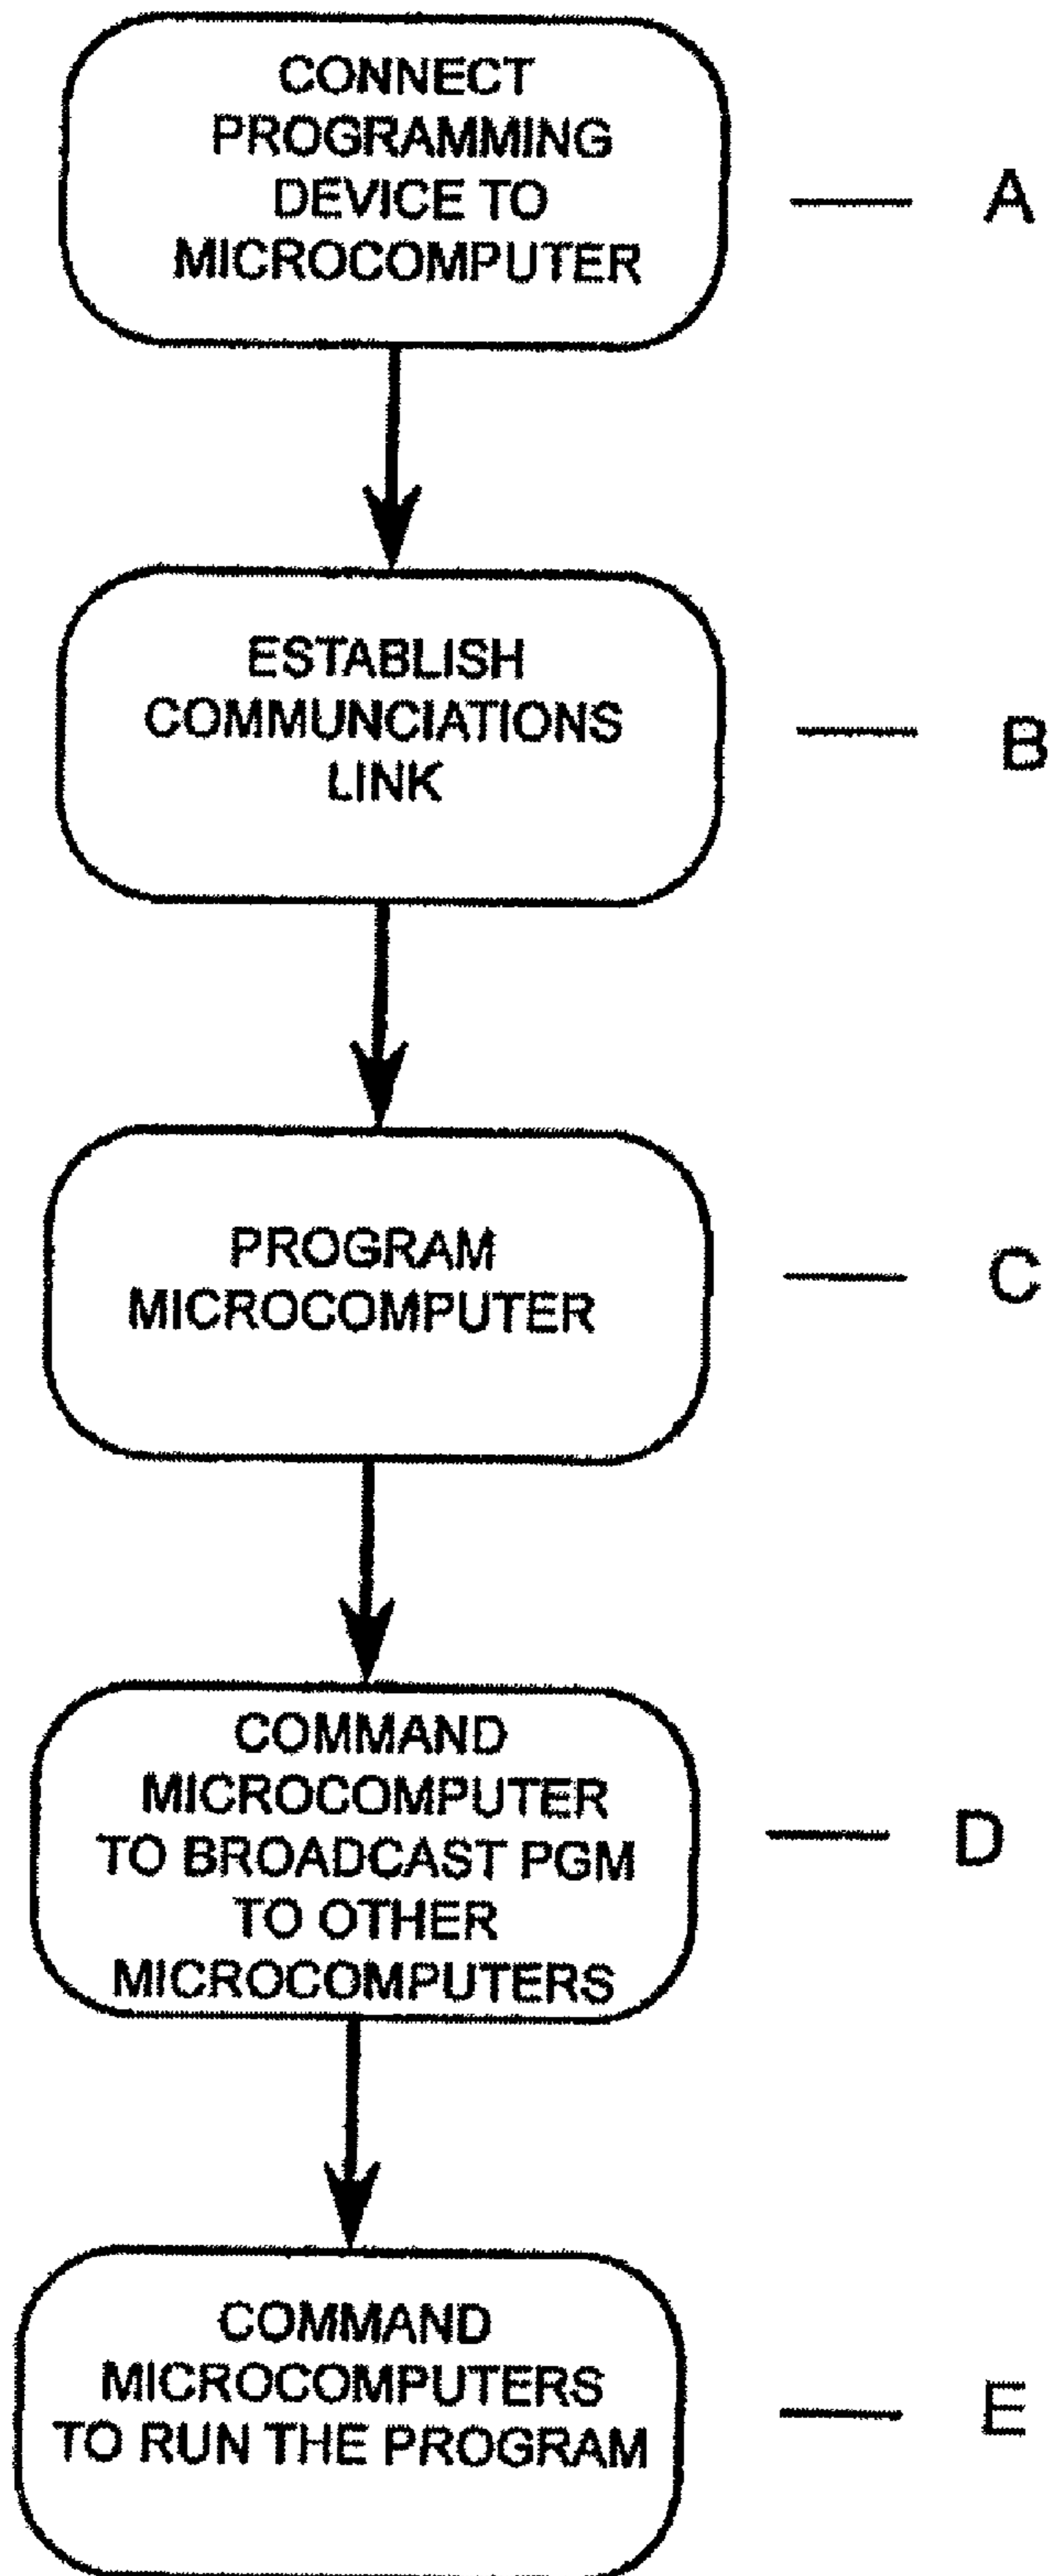 CONNECT
PROGRAMMING
DEVICE TO
MICROCOMPUTER
A
ESTABLISH
COMMUNCIATIONS
LINK
B
PROGRAM
MICROCOMPUTER
C
COMMAND
MICROCOMPUTER
TO BROADCAST PGM
TO OTHER
MICROCOMPUTERS
D
COMMAND
MICROCOMPUTERS
TO RUN THE PROGRAM
E